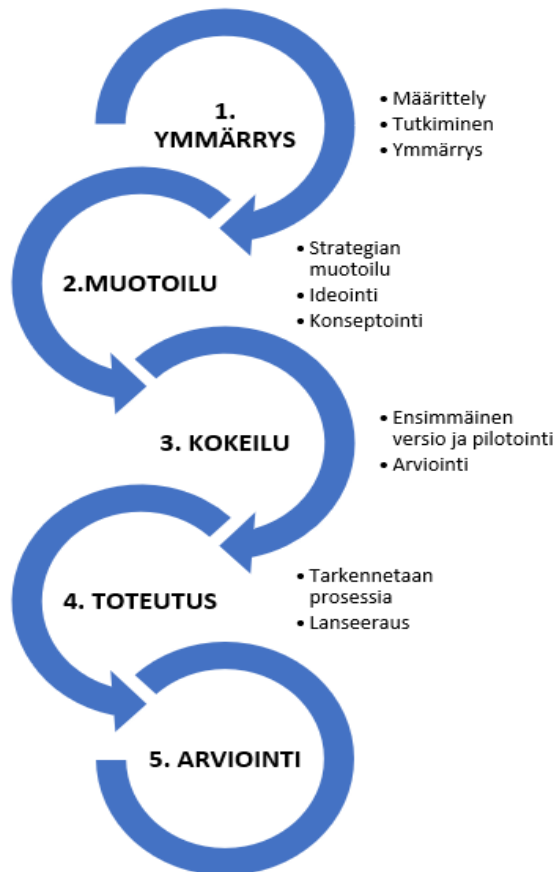 1.
YMMÄRRYS
• Määrittely
• Tutkiminen
• Ymmärrys
2.MUOTOILU
• Strategian
muotoilu
• Ideointi
• Konseptointi
3. KOKEILU
• Ensimmäinen
versio ja pilotointi
• Arviointi
4. TOTEUTUS
• Tarkennetaan
prosessia
• Lanseeraus
5. ARVIOINTI